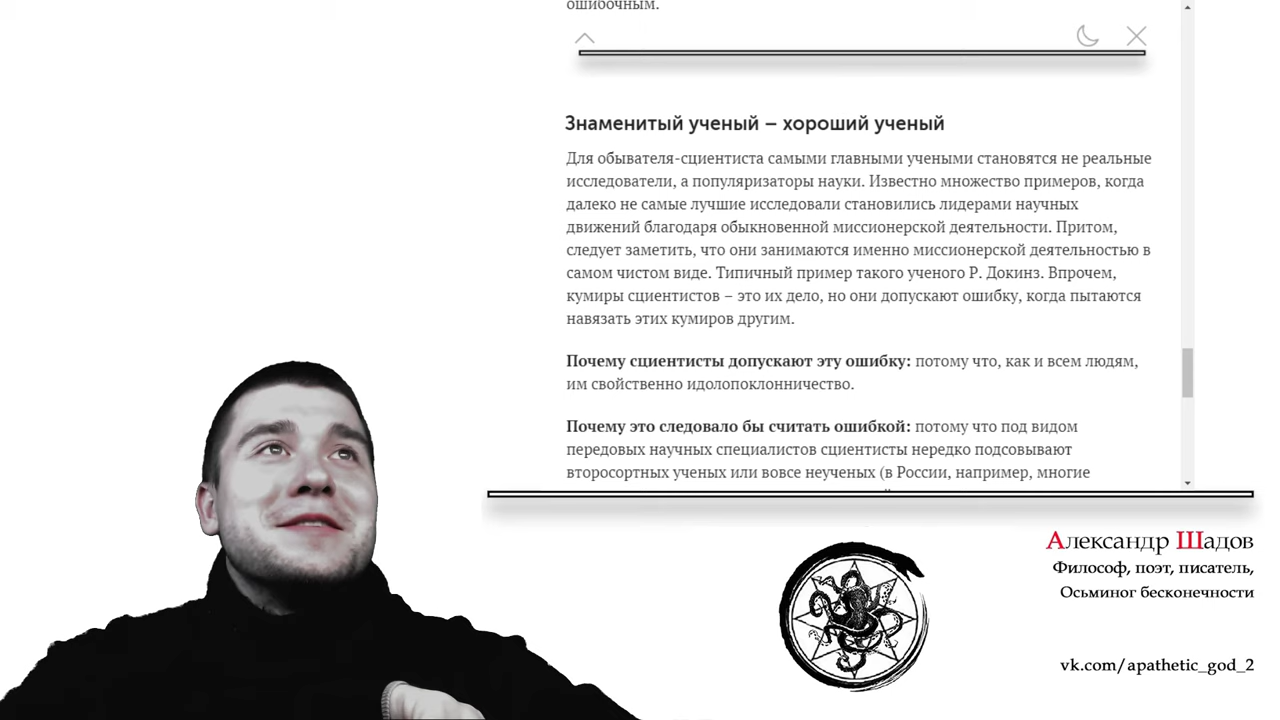 ошибочным.
Знаменитый ученый – хороший ученый
Для обывателя-сциентиста самыми главными учеными становятся не реальные
исследователи, а популяризаторы науки. Известно множество примеров, когда
далеко не самые лучшие исследовали становились лидерами научных
движений благодаря обыкновенной миссионерской деятельности. Притом,
следует заметить, что они занимаются именно миссионерской деятельностью в
самом чистом виде. Типичный пример такого ученого Р. Докинз. Впрочем,
кумиры сциентистов – это их дело, но они допускают ошибку, когда пытаются
навязать этих кумиров другим.
Почему сциентисты допускают эту ошибку: потому что, как и всем людям,
им свойственно идолопоклонничество.
Почему это следовало бы считать ошибкой: потому что под видом
передовых научных специалистов сциентисты нередко подсовывают
второсортных ученых или вовсе неученых (в России, например, многие
Александр Шадов
Философ, поэт, писатель,
Осьминог бесконечности
vk.com/apathetic_god_2